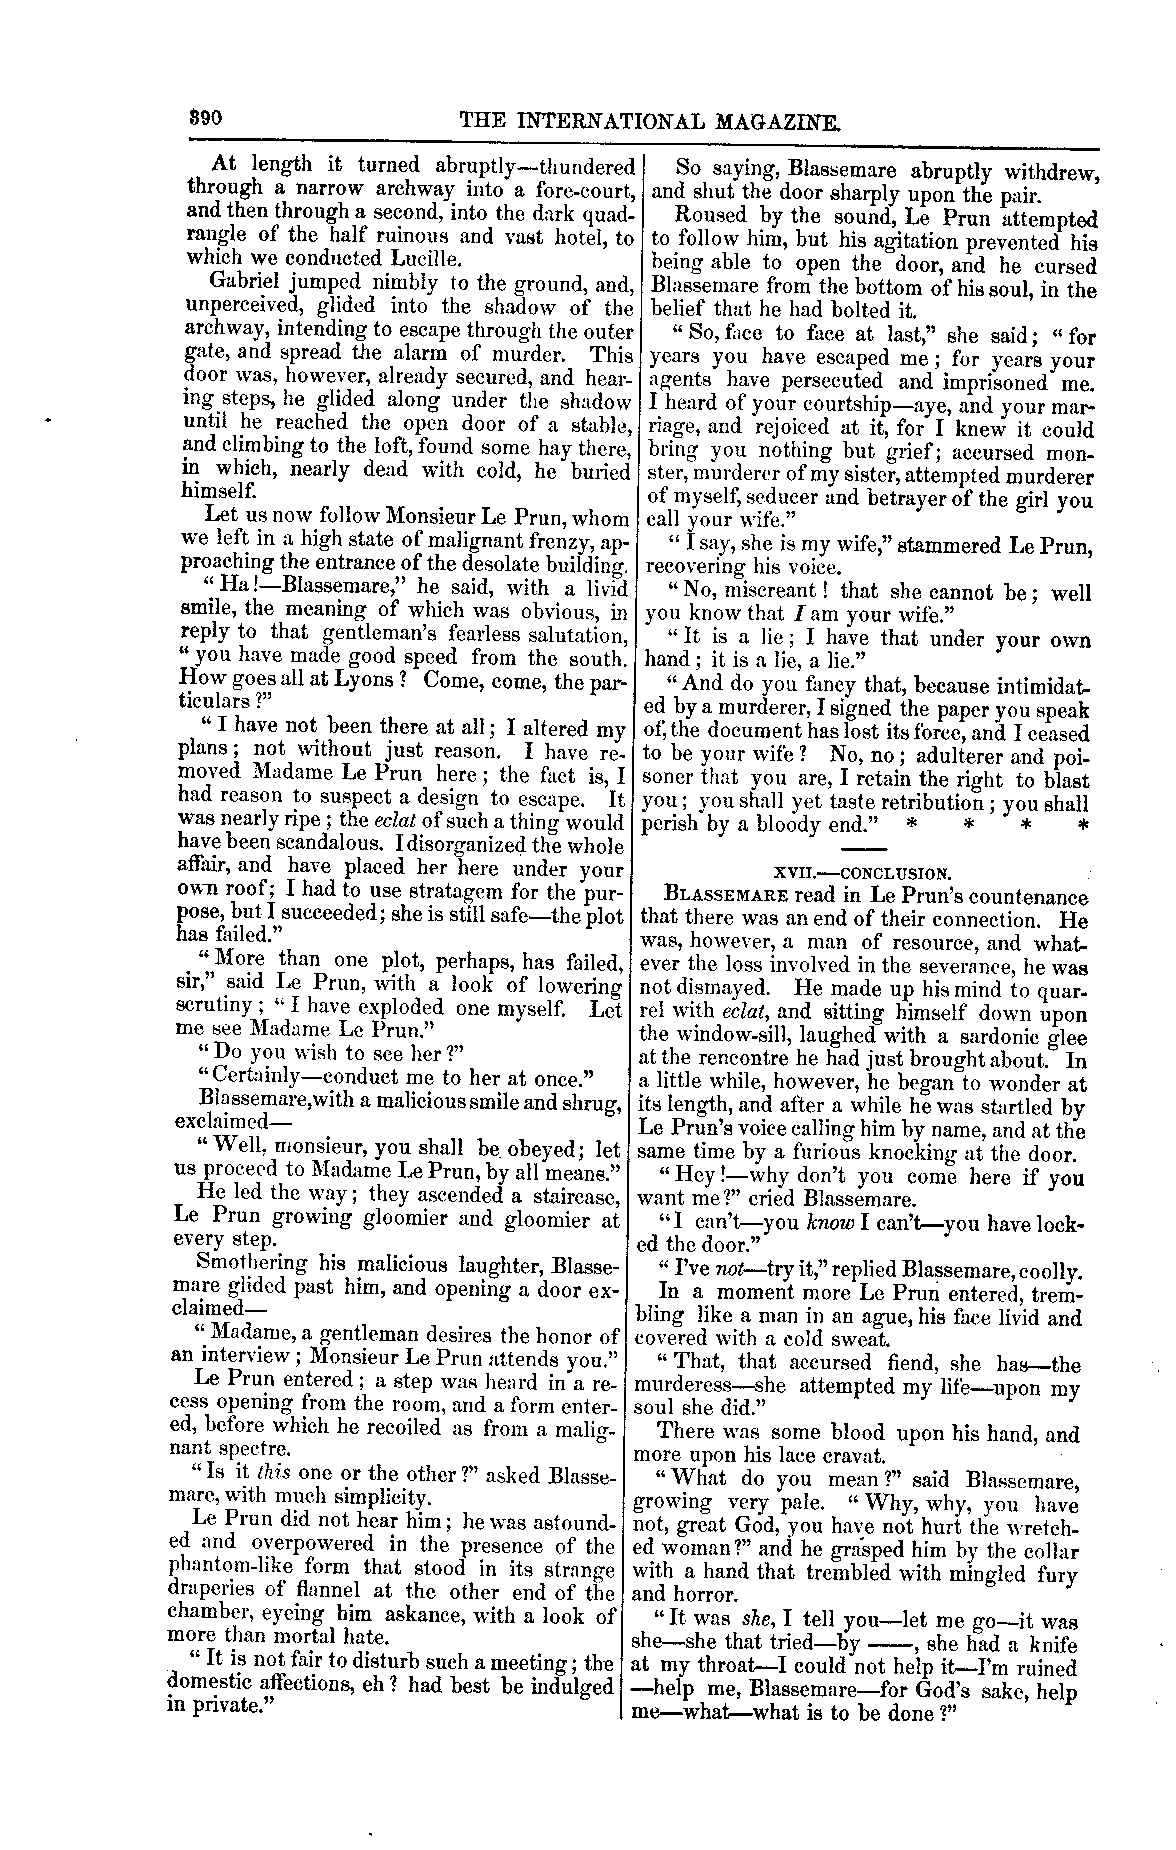 390 THE INTERNATIONAL MAGAZINE.
At length it turned abruptly—thundered
through a narrow archway into a fore-court,
and then through a second, into the dark quad-
rangle of the half ruinous and vast hotel, to
which we conducted Lucille.
Gabriel jumped nimbly to the ground, and,
unperceived, glided into the shadow of the
archway, intending to escape through the outer
gate, and spread the alarm of murder. This
door was, however, already secured, and hear-
ing steps, he glided along under the shadow
until he reached the open door of a stable,
and climbing to the loft, found some hay there,
in which, nearly dead with cold, he buried
himself.
Let us now follow Monsieur Le Prun, whom
we left in a high state of malignant frenzy, ap-
proaching the entrance of the desolate building.
"Ha!—Blassemare," he said, with a livid
smile, the meaning of which was obvious, in
reply to that gentleman's fearless salutation,
"you have made good speed from the south.
How goes all at Lyons? Come, come, the par-
ticulars?"
"I have not been there at all; I altered my
plans; not without just reason. I have re-
moved Madame Le Prun here; the fact is, I
had reason to suspect a design to escape. It
was nearly ripe; the eclat of such a thing would
have been scandalous. I disorganized the whole
affair, and have placed her here under your
own roof; I had to use stratagem for the pur-
pose, but I succeeded; she is still safe—the plot
has failed."
"More than one plot, perhaps, has failed,
sir," said Le Prun, with a look of lowering
scrutiny; "I have exploded one myself. Let
me see Madame Le Prun."
"Do you wish to see her?"
"Certainly—conduct me to her at once."
Blassemare, with a malicious smile and shrug,
exclaimed—
"Well, monsieur, you shall be obeyed; let
us proceed to Madame Le Prun, by all means."
He led the way; they ascended a staircase,
Le Prun growing gloomier and gloomier at
every step.
Smothering his malicious laughter, Blasse-
mare glided past him, and opening a door ex-
claimed—
"Madame, a gentleman desires the honor of
an interview; Monsieur Le Prun attends you."
Le Prun entered; a step was heard in a re-
cess opening from the room, and a form enter-
ed, before which he recoiled as from a malig-
nant spectre.
"Is it this one or the other?" asked Blasse-
mare, with much simplicity.
Le Prun did not hear him; he was astound-
ed and overpowered in the presence of the
phantom-like form that stood in its strange
draperies of flannel at the other end of the
chamber, eyeing him askance, with a look of
more than mortal hate.
"It is not fair to disturb such a meeting; the
domestic affections, eh? had best be indulged
in private."
So saying, Blassemare abruptly withdrew,
and shut the door sharply upon the pair.
Roused by the sound, Le Prun attempted
to follow him, but his agitation prevented his
being able to open the door, and he cursed
Blassemare from the bottom of his soul, in the
belief that he had bolted it.
"So, face to face at last," she said; "for
years you have escaped me; for years your
agents have persecuted and imprisoned me.
I heard of your courtship—aye, and your mar-
riage, and rejoiced at it, for I knew it could
bring you nothing but grief; accursed mon-
ster, murderer of my sister, attempted murderer
of myself, seducer and betrayer of the girl you
call your wife."
"I say, she is my wife," stammered Le Prun,
recovering his voice.
"No, miscreant! that she cannot be; well
you know that I am your wife."
"It is a lie; I have that under your own
hand; it is a lie, a lie."
"And do you fancy that, because intimidat-
ed by a murderer, I signed the paper you speak
of, the document has lost its force, and I ceased
to be your wife? No, no; adulterer and poi-
soner that you are, I retain the right to blast
you; you shall yet taste retribution; you shall
perish by a bloody end." * * * *
XVII.—CONCLUSION.
BLASSEMARE read in Le Prun's countenance
that there was an end of their connection. He
was, however, a man of resource, and what-
ever the loss involved in the severance, he was
not dismayed. He made up his mind to quar-
rel with eclat, and sitting himself down upon
the window-sill, laughed with a sardonic glee
at the rencontre he had just brought about. In
a little while, however, he began to wonder at
its length, and after a while he was startled by
Le Prun's voice calling him by name, and at the
same time by a furious knocking at the door.
"Hey!—why don't you come here if you
want me?" cried Blassemare.
"I can't—you know I can't—you have lock-
ed the door."
"I've not—try it," replied Blassemare, coolly.
In a moment more Le Prun entered, trem-
bling like a man in an ague, his face livid and
covered with a cold sweat.
"That, that accursed fiend, she has—the
murderess—she attempted my life—upon my
soul she did."
There was some blood upon his hand, and
more upon his lace cravat.
"What do you mean?" said Blassemare,
growing very pale. "Why, why, you have
not, great God, you have not hurt the wretch-
ed woman?" and he grasped him by the collar
with a hand that trembled with mingled fury
and horror.
"It was she, I tell you—let me go—it was
she—she that tried—by ——, she had a knife
at my throat—I could not help it—I'm ruined
—help me, Blassemare—for God's sake, help
me—what—what is to be done?"